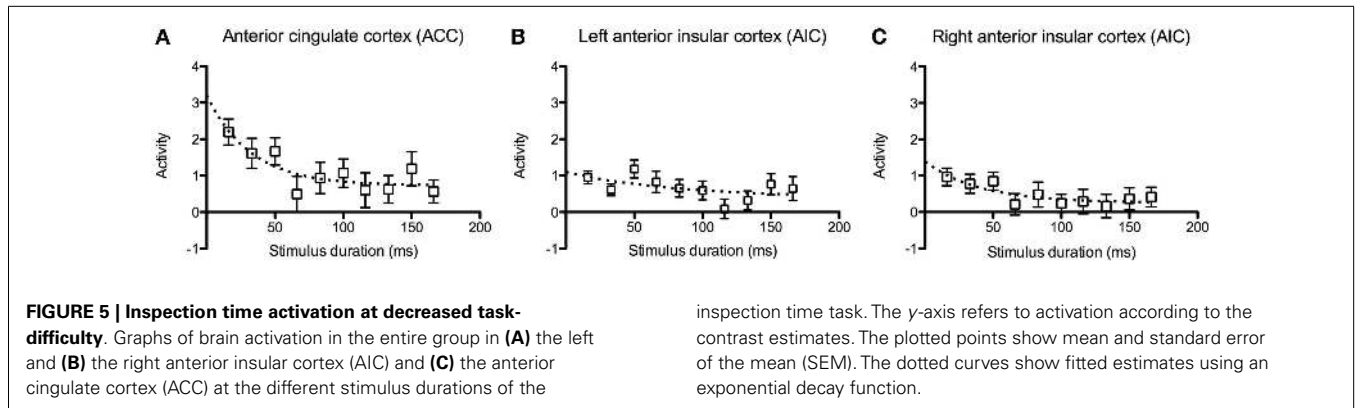 A Anterior cingulate cortex (ACC)
4
3
2
1
0
-1
Activity
50 100 150 200
Stimulus duration (ms)
B Left anterior insular cortex (AIC)
4
3
2
1
0
-1
Activity
50 100 150 200
Stimulus duration (ms)
C Right anterior insular cortex (AIC)
4
3
2
1
0
-1
Activity
50 100 150 200
Stimulus duration (ms)
FIGURE 5 | Inspection time activation at decreased task-
difficulty. Graphs of brain activation in the entire group in (A) the left
and (B) the right anterior insular cortex (AIC) and (C) the anterior
cingulate cortex (ACC) at the different stimulus durations of the
inspection time task. The y-axis refers to activation according to the
contrast estimates. The plotted points show mean and standard error
of the mean (SEM). The dotted curves show fitted estimates using an
exponential decay function.